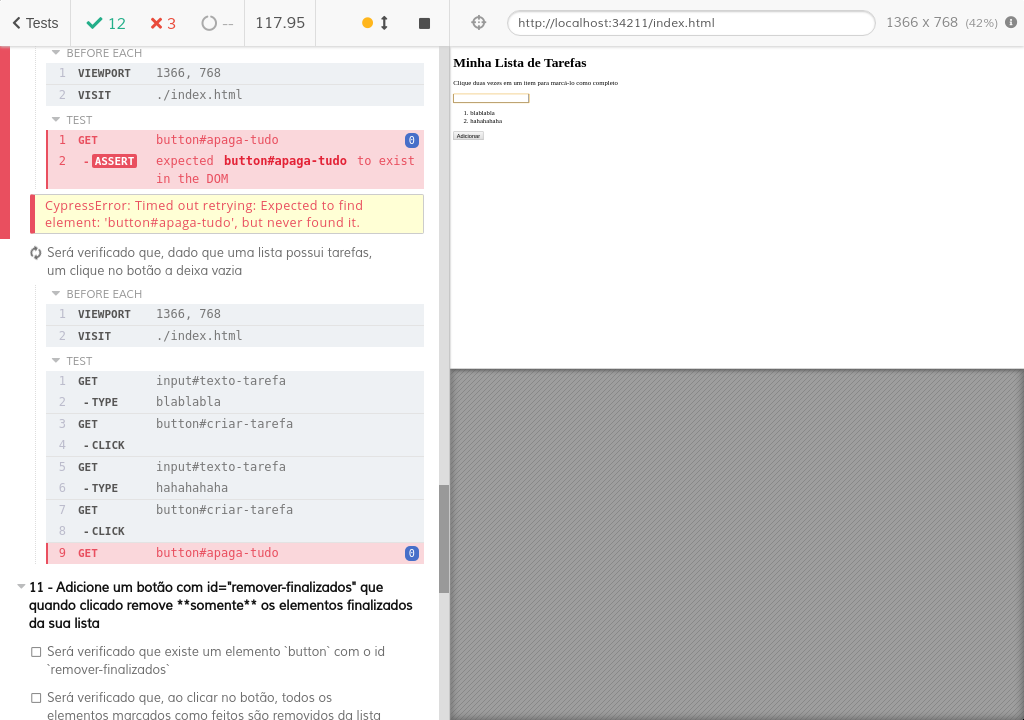 Tests
12
3
--
117.95
http://localhost:34211/index.html
1366 x 768 (42%)
BEFORE EACH
1 VIEWPORT 1366, 768
2 VISIT ./index.html
TEST
1 GET button#apaga-tudo 0
2 - ASSERT expected button#apaga-tudo to exist
in the DOM
CypressError: Timed out retrying: Expected to find
element: 'button#apaga-tudo', but never found it.
Será verificado que, dado que uma lista possui tarefas,
um clique no botão a deixa vazia
BEFORE EACH
1 VIEWPORT 1366, 768
2 VISIT ./index.html
TEST
1 GET input#texto-tarefa
2 - TYPE blablabla
3 GET button#criar-tarefa
4 - CLICK
5 GET input#texto-tarefa
6 - TYPE hahahahaha
7 GET button#criar-tarefa
8 - CLICK
9 GET button#apaga-tudo 0
11 - Adicione um botão com id="remover-finalizados" que
quando clicado remove **somente** os elementos finalizados
da sua lista
Será verificado que existe um elemento `button` com o id
`remover-finalizados`
Será verificado que, ao clicar no botão, todos os
elementos marcados como feitos são removidos da lista
Minha Lista de Tarefas
Clique duas vezes em um item para marcá-lo como completo
1. blablabla
2. hahahahaha
Adicionar